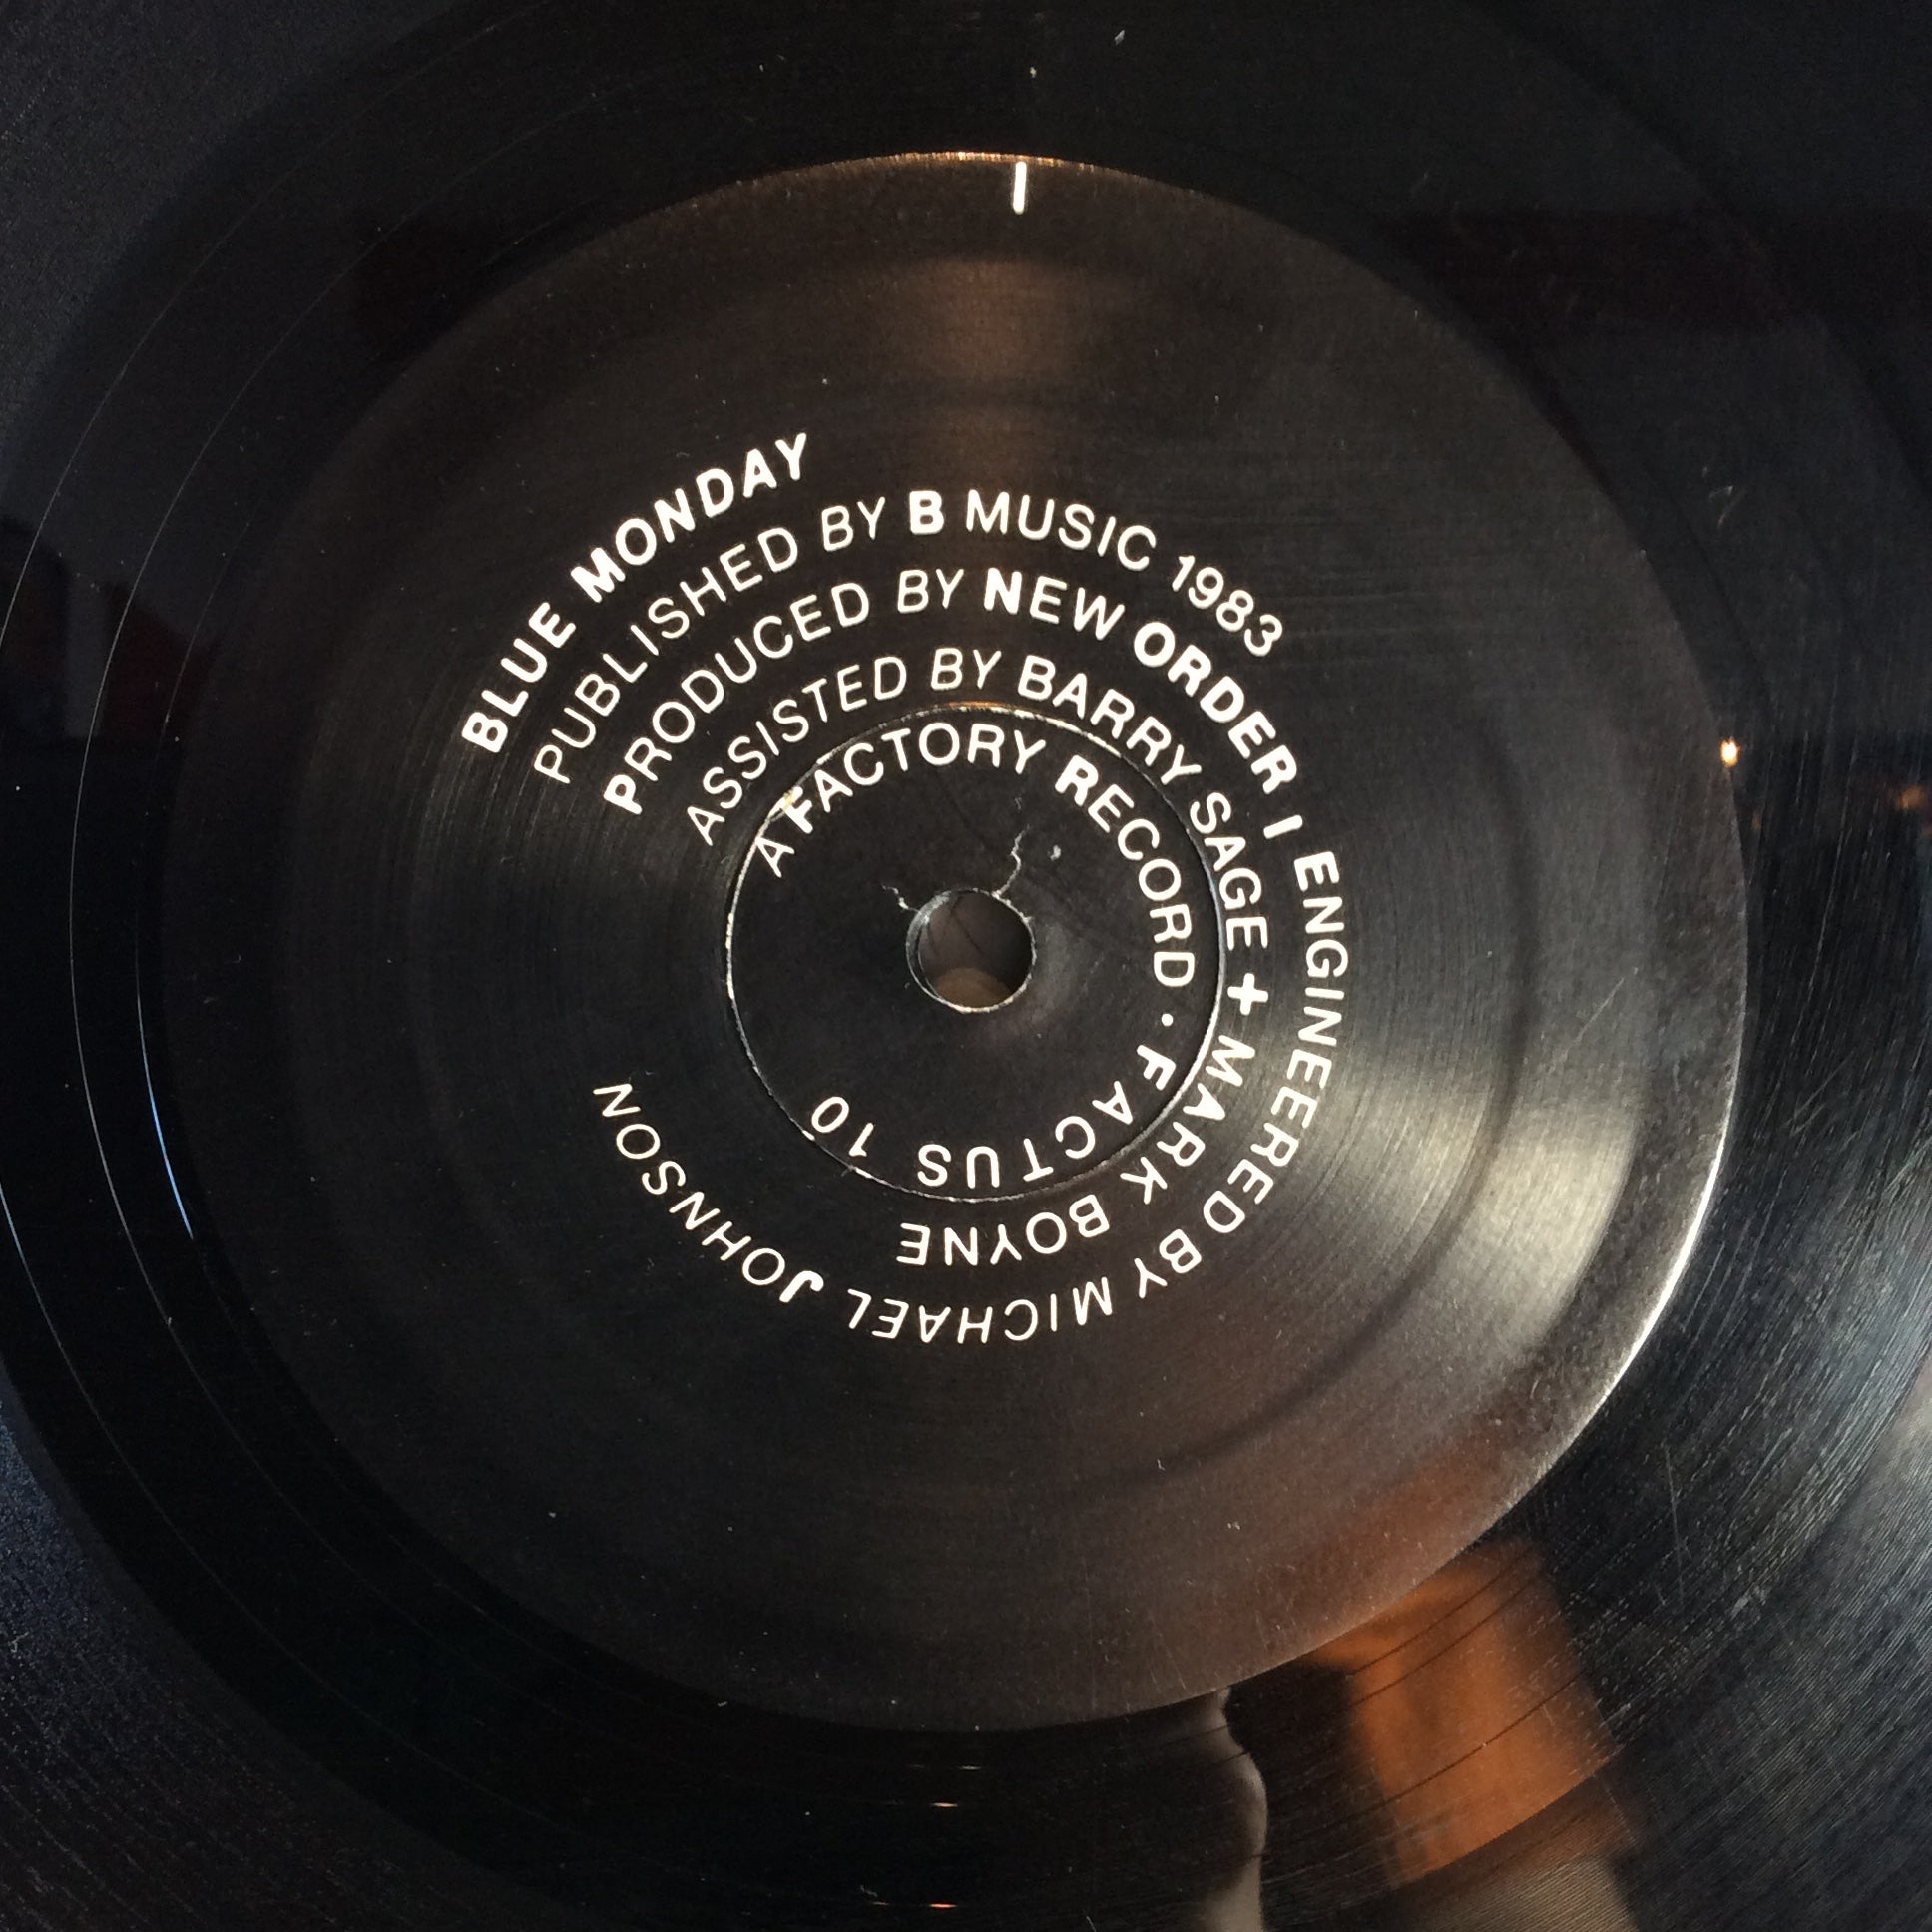 BLUE MONDAY
PUBLISHED BY B MUSIC 1983
PRODUCED BY NEW ORDER I ENGINEERED BY MICHAEL JOHNSON
ASSISTED BY BARRY SAGE + MARK BOYNE
A FACTORY RECORD · FACTUS 10